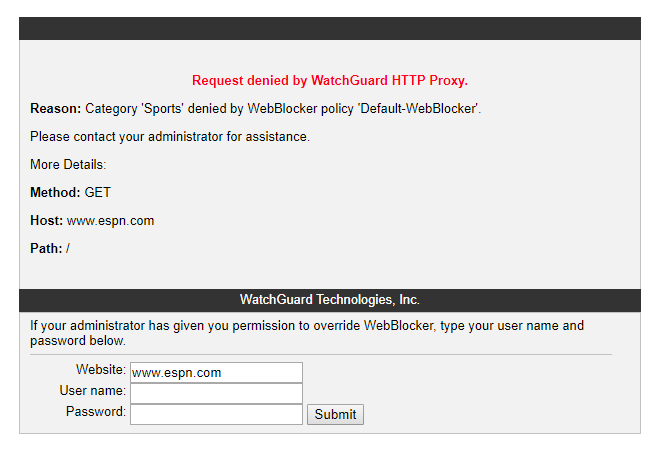 Request denied by WatchGuard HTTP Proxy.
Reason: Category 'Sports' denied by WebBlocker policy 'Default-WebBlocker'.
Please contact your administrator for assistance.
More Details:
Method: GET
Host: www.espn.com
Path: /
WatchGuard Technologies, Inc.
If your administrator has given you permission to override WebBlocker, type your user name and
password below.
Website: www.espn.com
User name:
Password: Submit